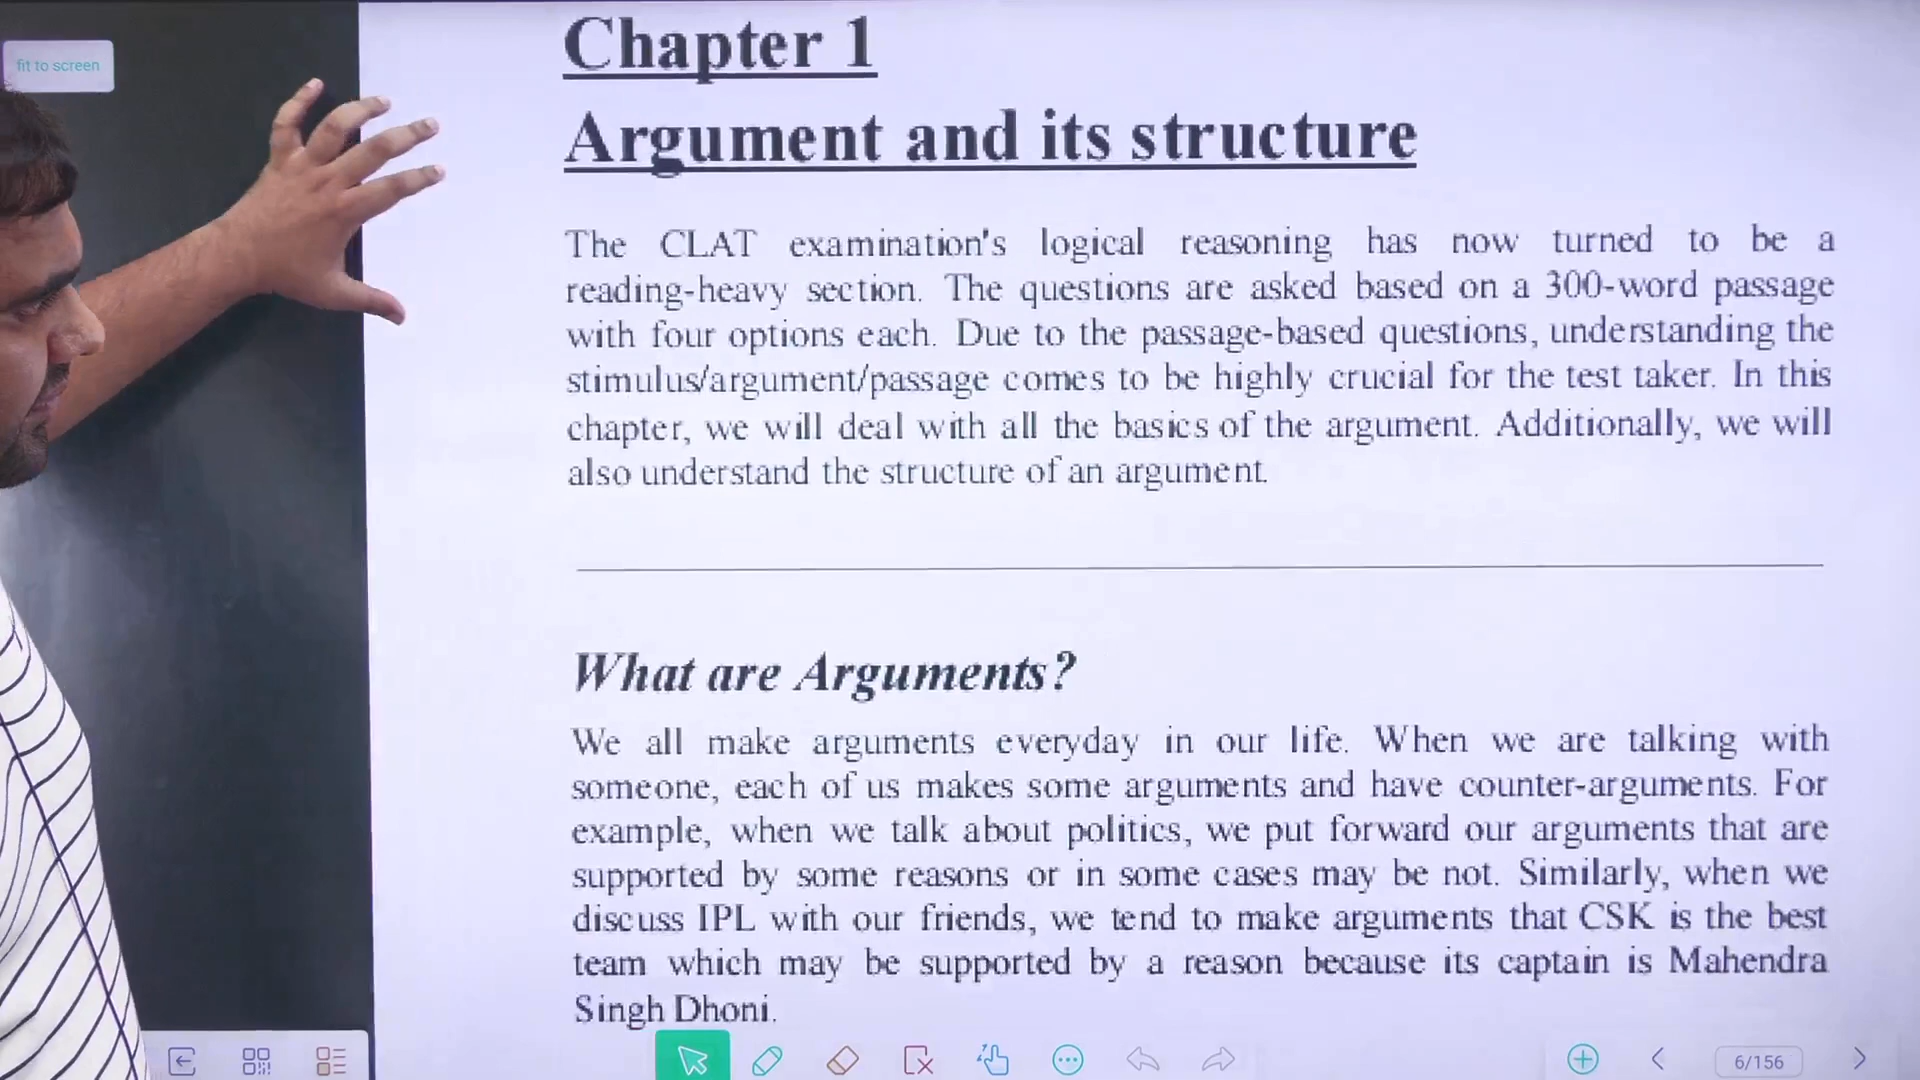 fit to screen
Chapter 1
Argument and its structure
The CLAT examination's logical reasoning has now turned to be a
reading-heavy section. The questions are asked based on a 300-word passage
with four options each. Due to the passage-based questions, understanding the
stimulus/argument/passage comes to be highly crucial for the test taker. In this
chapter, we will deal with all the basics of the argument. Additionally, we will
also understand the structure of an argument.
What are Arguments?
We all make arguments everyday in our life. When we are talking with
someone, each of us makes some arguments and have counter-arguments. For
example, when we talk about politics, we put forward our arguments that are
supported by some reasons or in some cases may be not. Similarly, when we
discuss IPL with our friends, we tend to make arguments that CSK is the best
team which may be supported by a reason because its captain is Mahendra
Singh Dhoni.
6/156